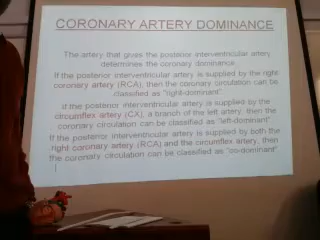 CORONARY ARTERY DOMINANCE
The artery that gives the posterior interventricular artery
determines the coronary dominance.
If the posterior interventricular artery is supplied by the right
coronary artery (RCA), then the coronary circulation can be
classified as "right-dominant".
If the posterior interventricular artery is supplied by the
circumflex artery (CX), a branch of the left artery, then the
coronary circulation can be classified as "left-dominant".
If the posterior interventricular artery is supplied by both the
right coronary artery (RCA) and the circumflex artery, then
the coronary circulation can be classified as "co-dominant".